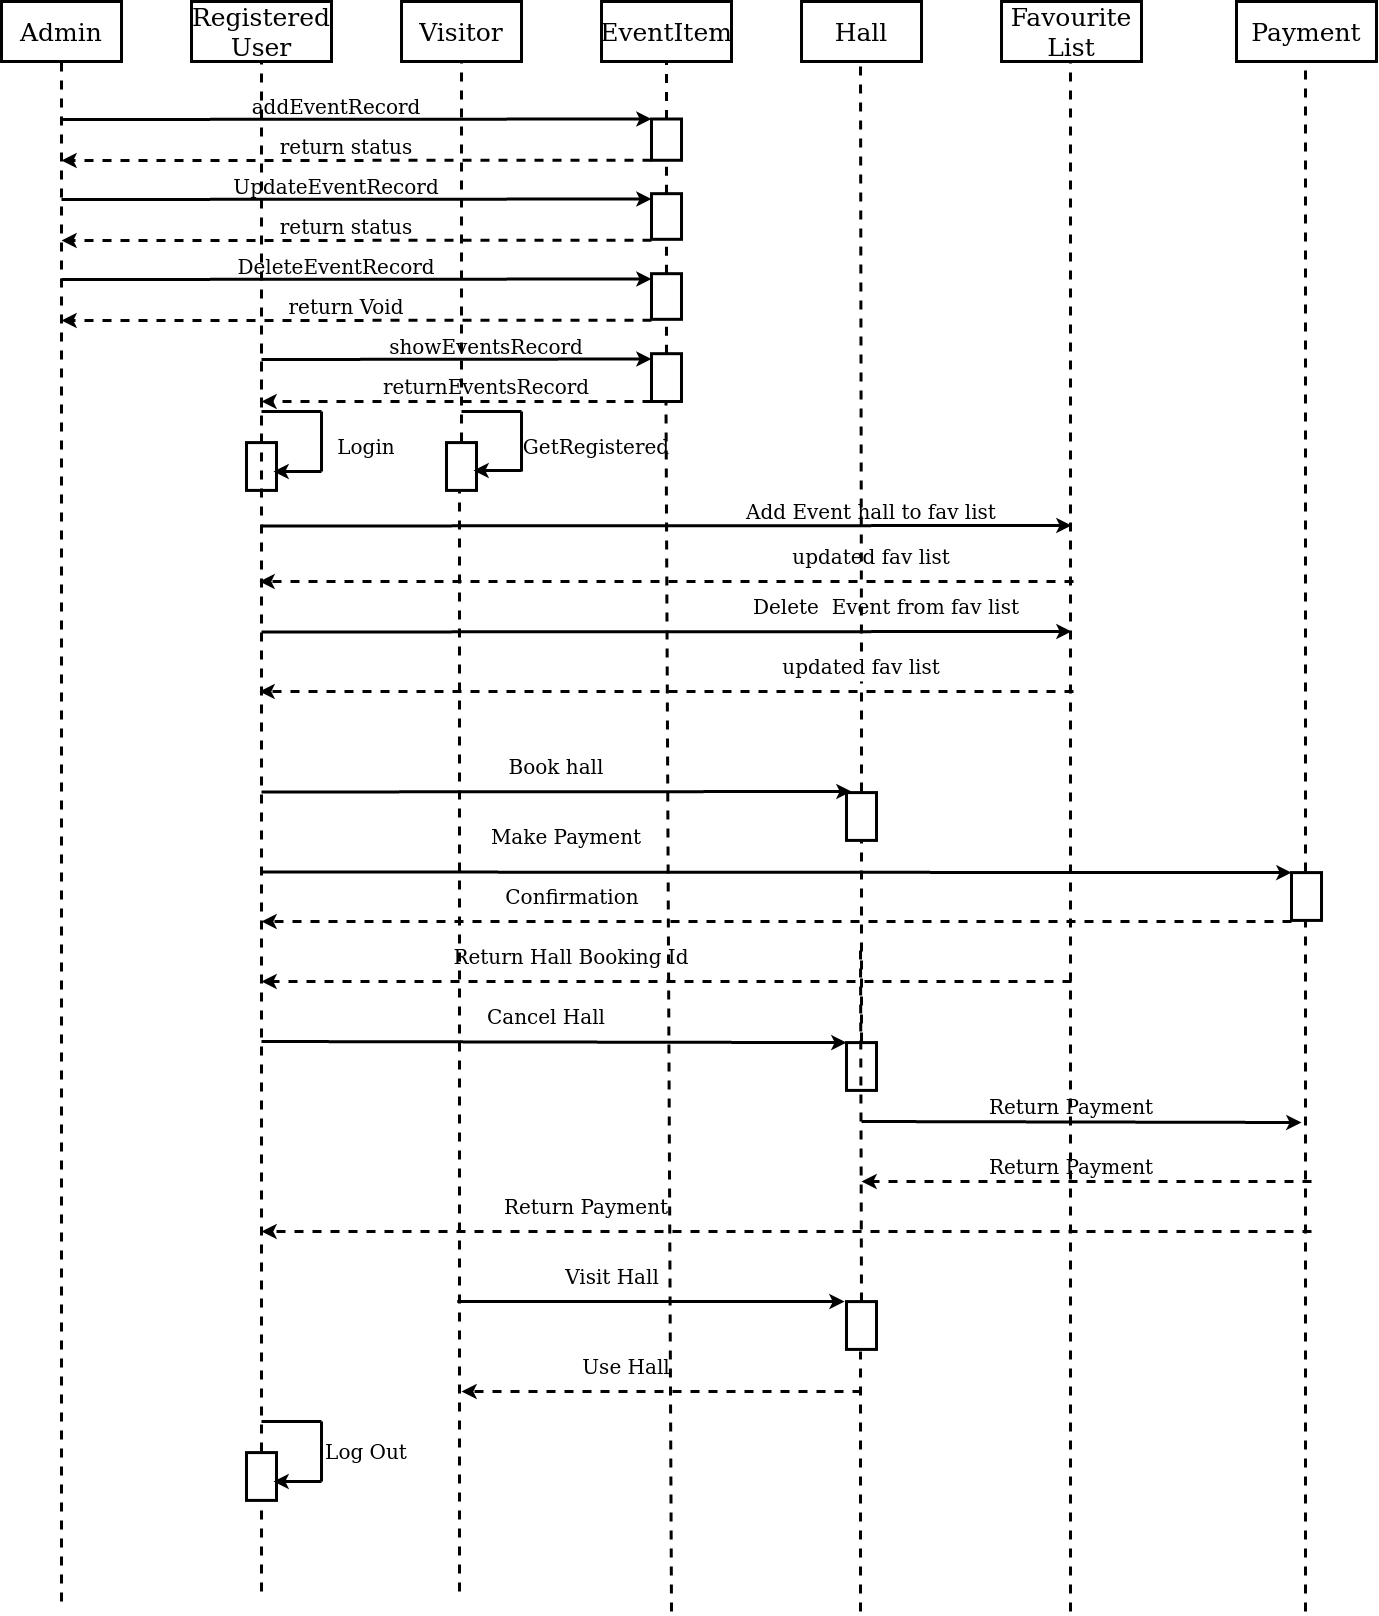 Admin
Registered
User
Visitor
EventItem
Hall
Favourite
List
Payment
addEventRecord
return status
UpdateEventRecord
return status
DeleteEventRecord
return Void
showEventsRecord
returnEventsRecord
Login
GetRegistered
Add Event hall to fav list
updated fav list
Delete  Event from fav list
updated fav list
Book hall
Make Payment
Confirmation
Return Hall Booking Id
Cancel Hall
Return Payment
Return Payment
Return Payment
Visit Hall
Use Hall
Log Out